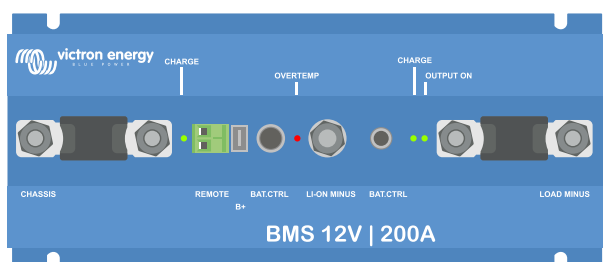 victron energy
BLUE POWER
CHARGE
OVERTEMP
CHARGE
OUTPUT ON
CHASSIS
REMOTE
B+
BAT.CTRL
LI-ON MINUS
BAT.CTRL
LOAD MINUS
BMS 12V | 200A